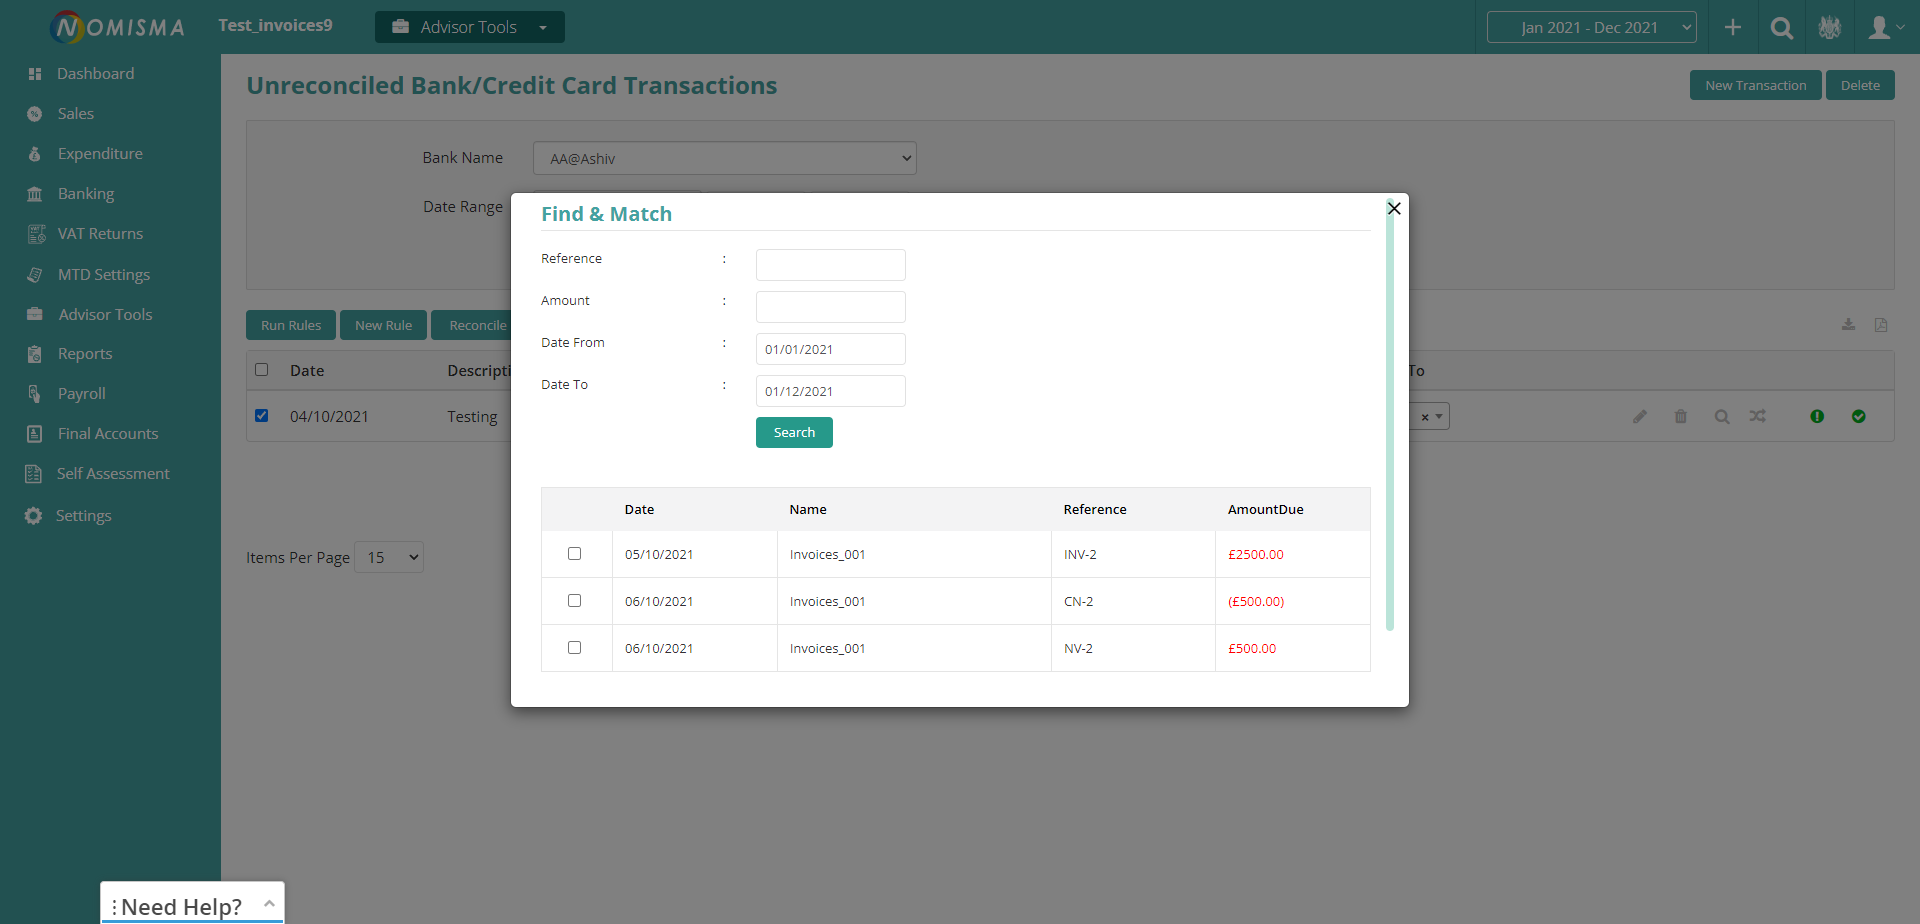 NOMISMA
Test_invoices9
Advisor Tools
Jan 2021 - Dec 2021
Dashboard
Sales
Expenditure
Banking
VAT Returns
MTD Settings
Advisor Tools
Reports
Payroll
Final Accounts
Self Assessment
Settings
Unreconciled Bank/Credit Card Transactions
New Transaction
Delete
Bank Name
AA@Ashiv
Date Range
Run Rules
New Rule
Reconcile
Date
Descripti
To
04/10/2021
Testing
Items Per Page
15
Find & Match
Reference :
Amount :
Date From : 01/01/2021
Date To : 01/12/2021
Search
Date Name Reference AmountDue
05/10/2021 Invoices_001 INV-2 £2500.00
06/10/2021 Invoices_001 CN-2 (£500.00)
06/10/2021 Invoices_001 NV-2 £500.00
Need Help?